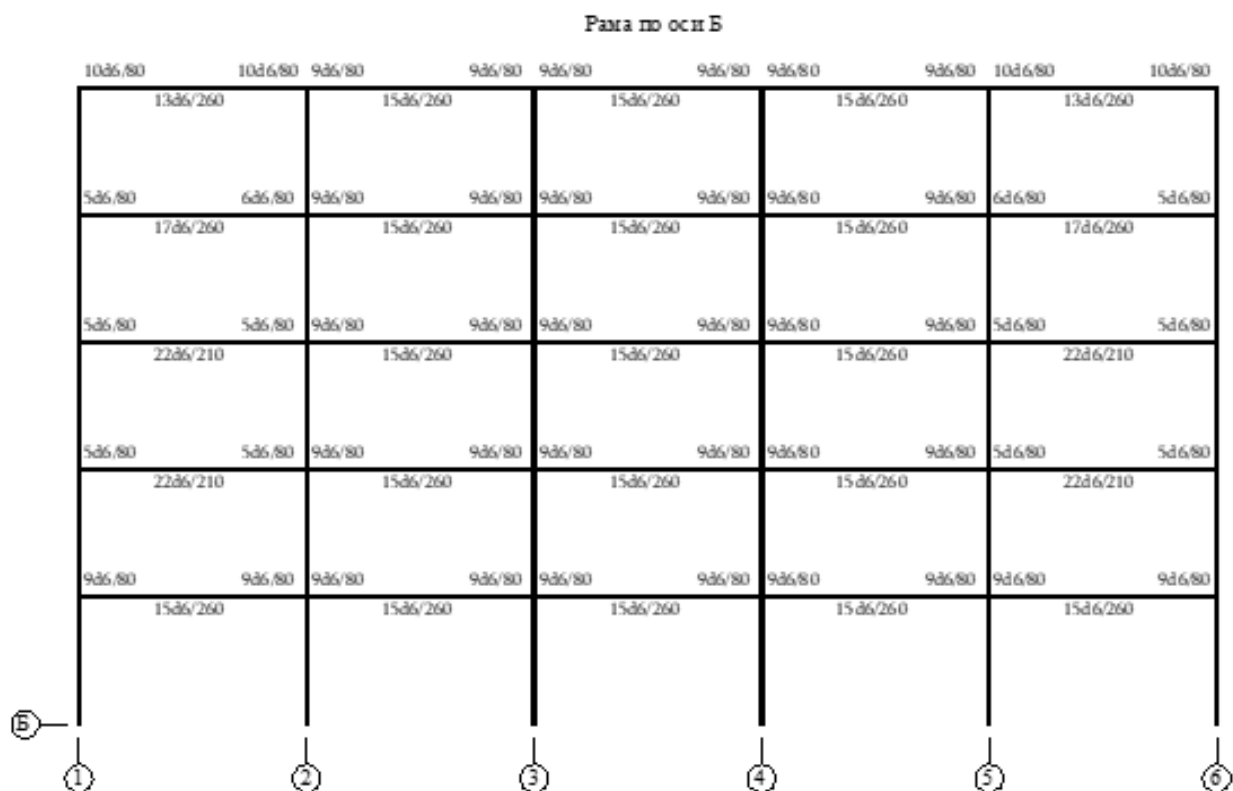 Рама по оси Б
10d6/80 10d6/80 9d6/80 9d6/80 9d6/80 9d6/80 9d6/80 9d6/80 10d6/80 10d6/80
13d6/260 15d6/260 15d6/260 15d6/260 13d6/260
5d6/80 6d6/80 9d6/80 9d6/80 9d6/80 9d6/80 9d6/80 9d6/80 6d6/80 5d6/80
17d6/260 15d6/260 15d6/260 15d6/260 17d6/260
5d6/80 5d6/80 9d6/80 9d6/80 9d6/80 9d6/80 9d6/80 9d6/80 5d6/80 5d6/80
22d6/210 15d6/260 15d6/260 15d6/260 22d6/210
5d6/80 5d6/80 9d6/80 9d6/80 9d6/80 9d6/80 9d6/80 9d6/80 5d6/80 5d6/80
22d6/210 15d6/260 15d6/260 15d6/260 22d6/210
9d6/80 9d6/80 9d6/80 9d6/80 9d6/80 9d6/80 9d6/80 9d6/80 9d6/80 9d6/80
15d6/260 15d6/260 15d6/260 15d6/260 15d6/260
Б
1 2 3 4 5 6